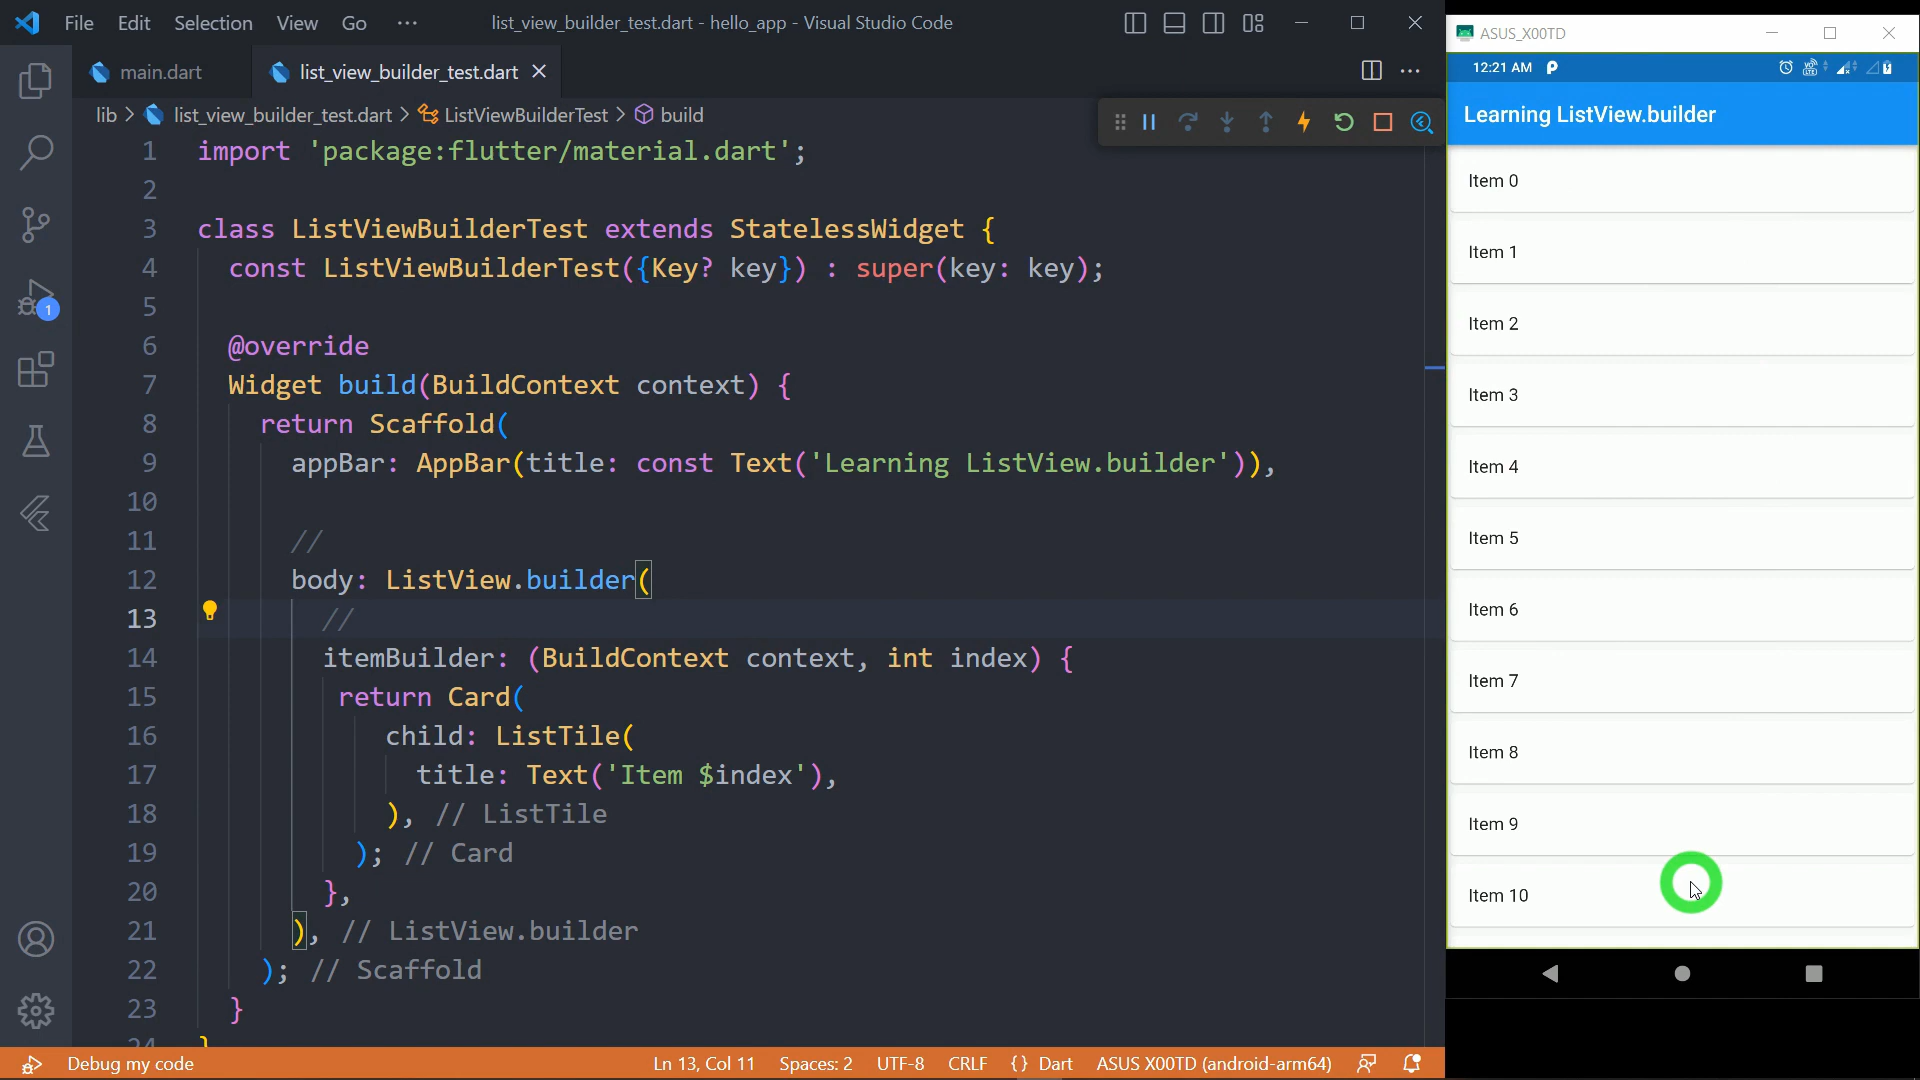 File Edit Selection View Go ··· list_view_builder_test.dart - hello_app - Visual Studio Code
main.dart list_view_builder_test.dart
lib > list_view_builder_test.dart > ListViewBuilderTest > build
1 import 'package:flutter/material.dart';
2
3 class ListViewBuilderTest extends StatelessWidget {
4 const ListViewBuilderTest({Key? key}) : super(key: key);
5
6 @override
7 Widget build(BuildContext context) {
8 return Scaffold(
9 appBar: AppBar(title: const Text('Learning ListView.builder')),
10
11 //
12 body: ListView.builder(
13 //
14 itemBuilder: (BuildContext context, int index) {
15 return Card(
16 child: ListTile(
17 title: Text('Item $index'),
18 ), // ListTile
19 ); // Card
20 },
21 ), // ListView.builder
22 ); // Scaffold
23 }
24 }
1
Debug my code Ln 13, Col 11 Spaces: 2 UTF-8 CRLF {} Dart ASUS X00TD (android-arm64)
ASUS_X00TD
12:21 AM
Learning ListView.builder
Item 0
Item 1
Item 2
Item 3
Item 4
Item 5
Item 6
Item 7
Item 8
Item 9
Item 10